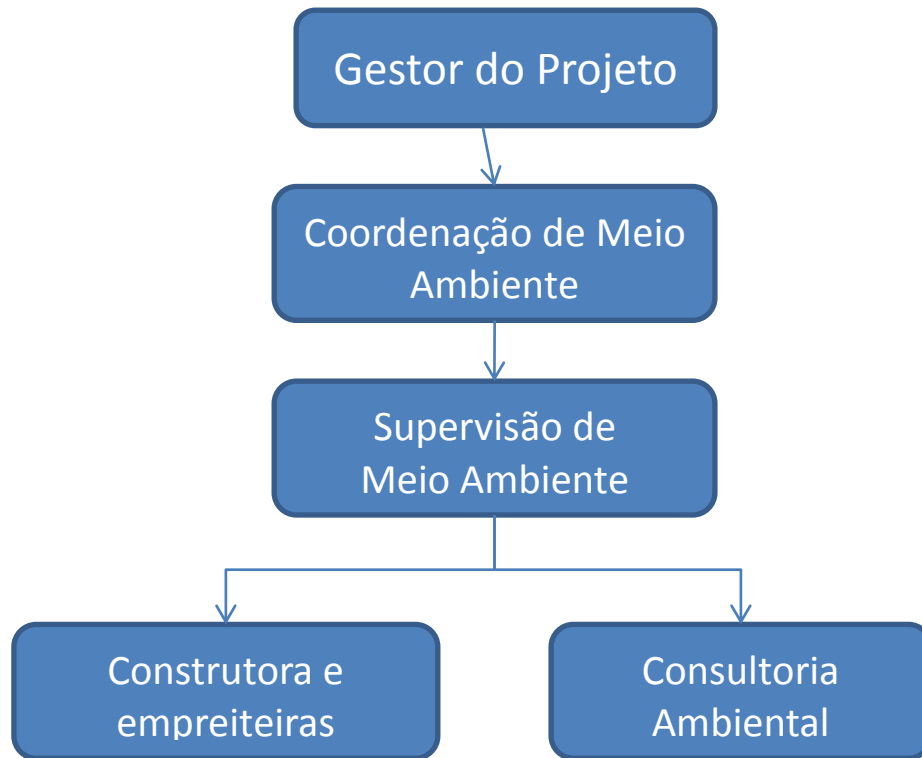 Gestor do Projeto
Coordenação de Meio
Ambiente
Supervisão de
Meio Ambiente
Construtora e
empreiteiras
Consultoria
Ambiental